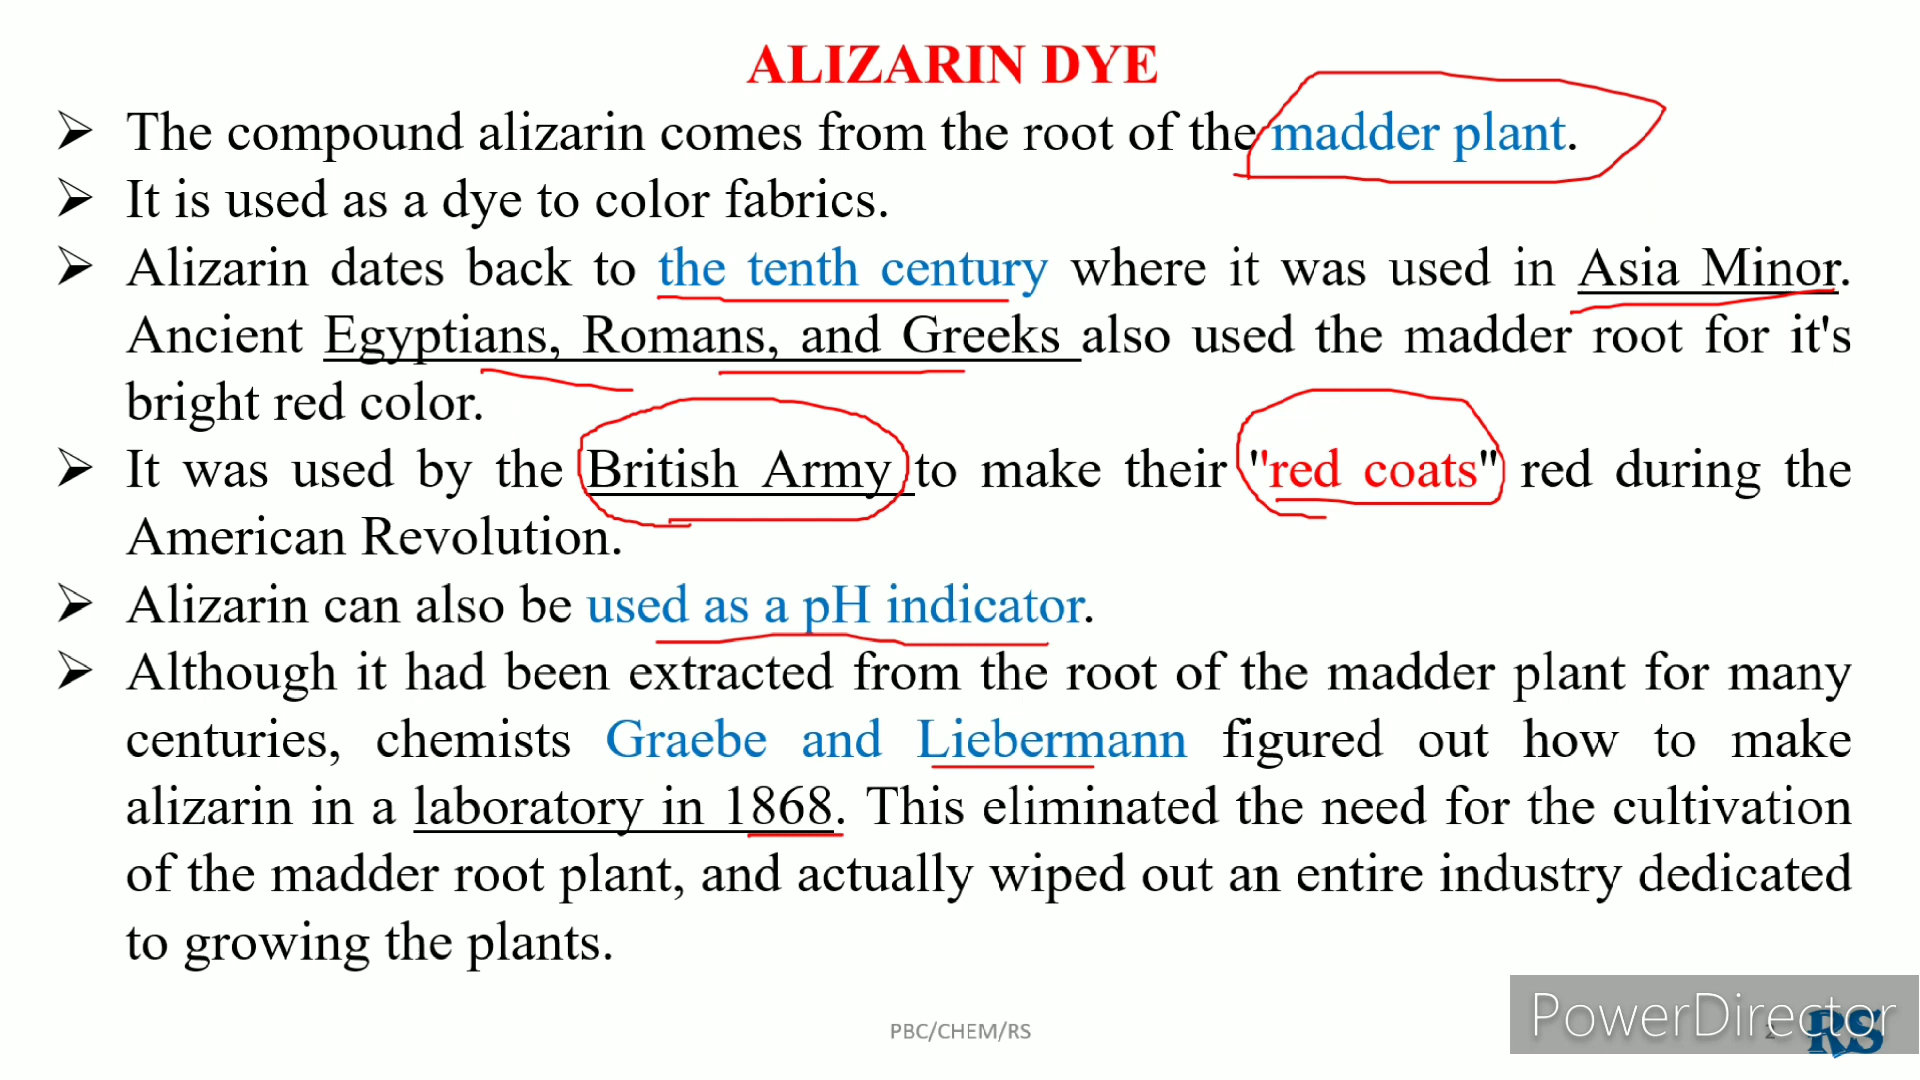 ALIZARIN DYE
➢ The compound alizarin comes from the root of the madder plant.
➢ It is used as a dye to color fabrics.
➢ Alizarin dates back to the tenth century where it was used in Asia Minor.
Ancient Egyptians, Romans, and Greeks also used the madder root for it's
bright red color.
➢ It was used by the British Army to make their "red coats" red during the
American Revolution.
➢ Alizarin can also be used as a pH indicator.
➢ Although it had been extracted from the root of the madder plant for many
centuries, chemists Graebe and Liebermann figured out how to make
alizarin in a laboratory in 1868. This eliminated the need for the cultivation
of the madder root plant, and actually wiped out an entire industry dedicated
to growing the plants.
PBC/CHEM/RS
2
PowerDirector
RS